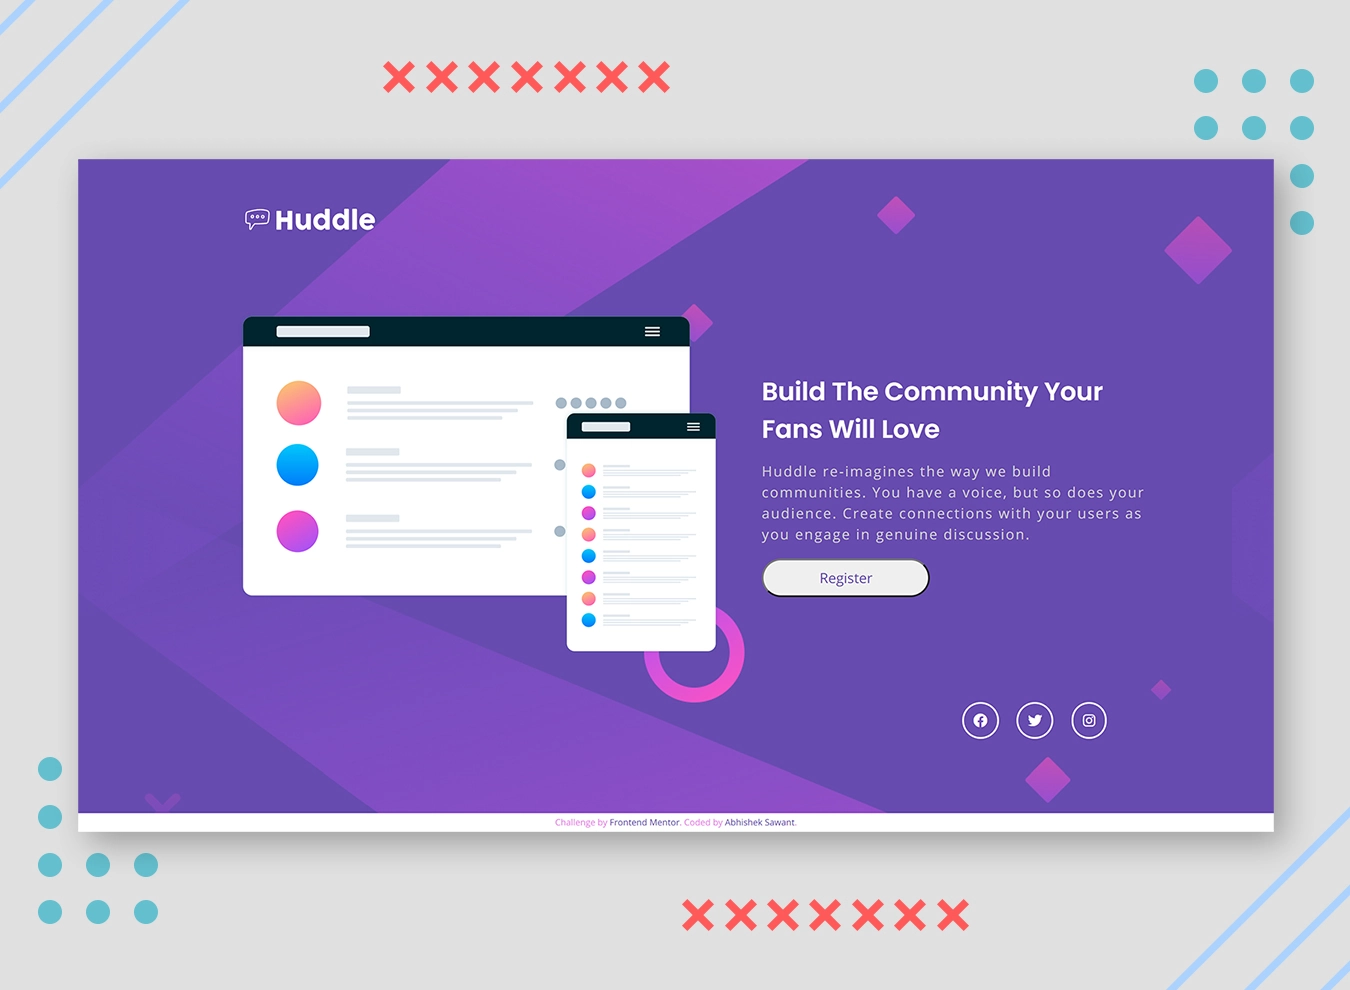 Huddle
Build The Community Your
Fans Will Love
Huddle re-imagines the way we build
communities. You have a voice, but so does your
audience. Create connections with your users as
you engage in genuine discussion.
Register
Challenge by Frontend Mentor. Coded by Abhishek Sawant.